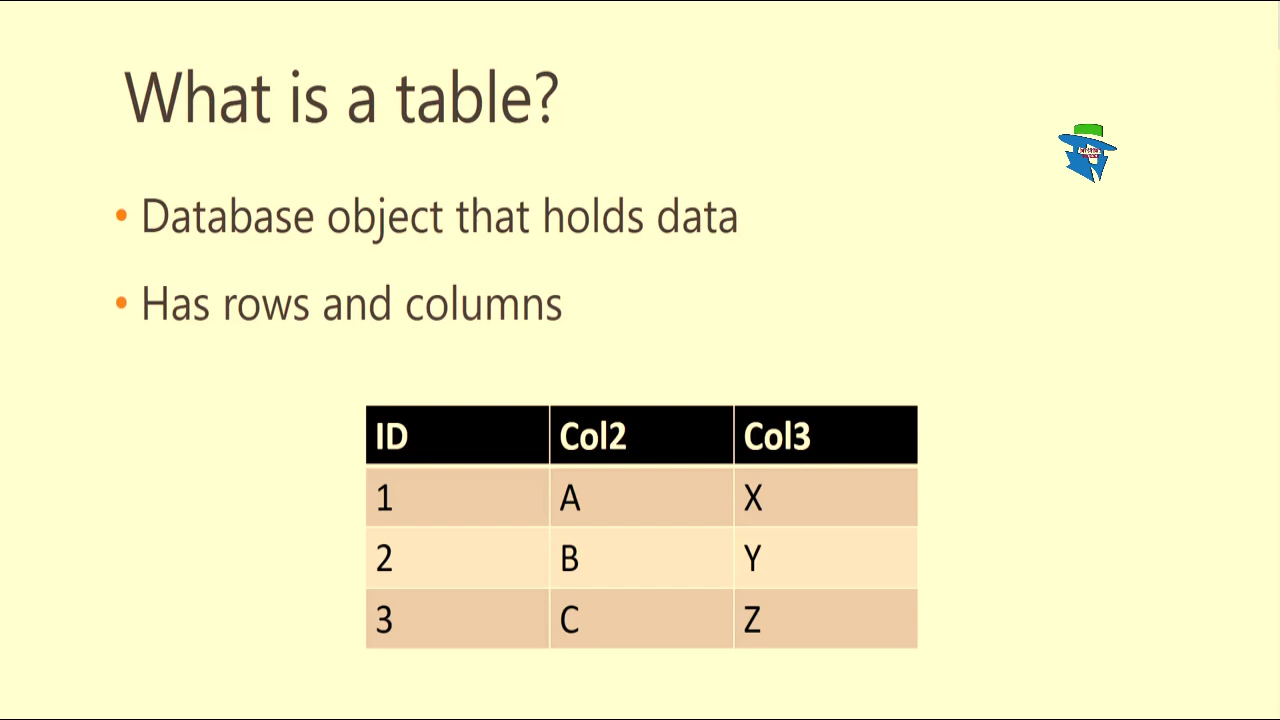 What is a table?
• Database object that holds data
• Has rows and columns
ID Col2 Col3
1 A X
2 B Y
3 C Z